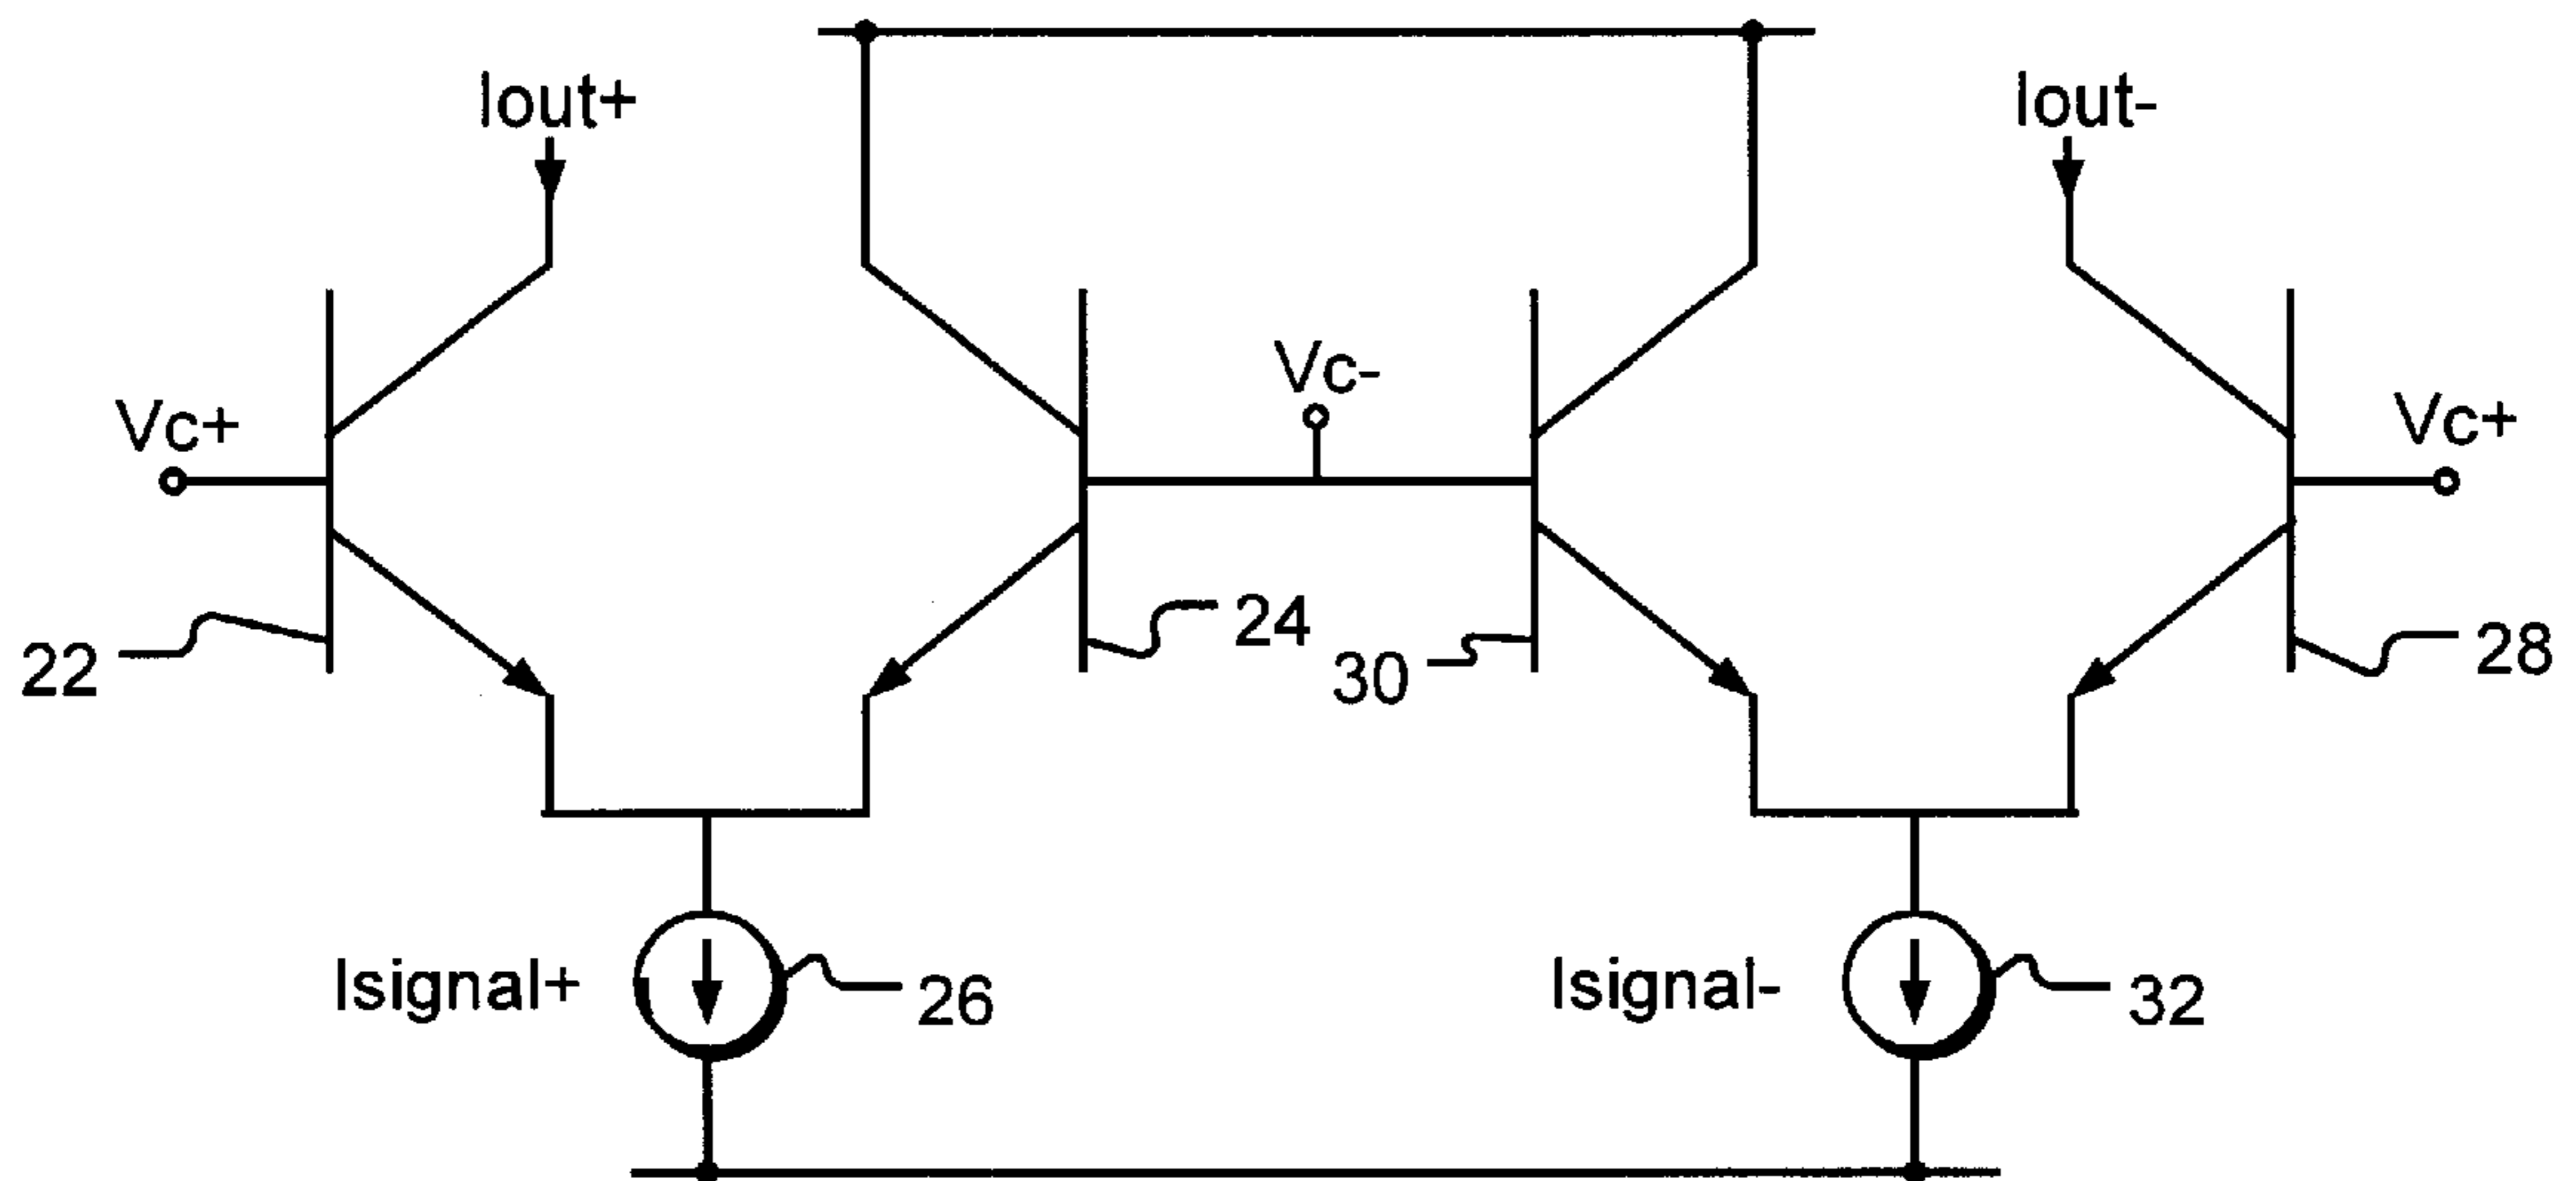 Iout+
Iout-
Vc+
Vc-
Vc+
22
24
30
28
Isignal+
26
Isignal-
32